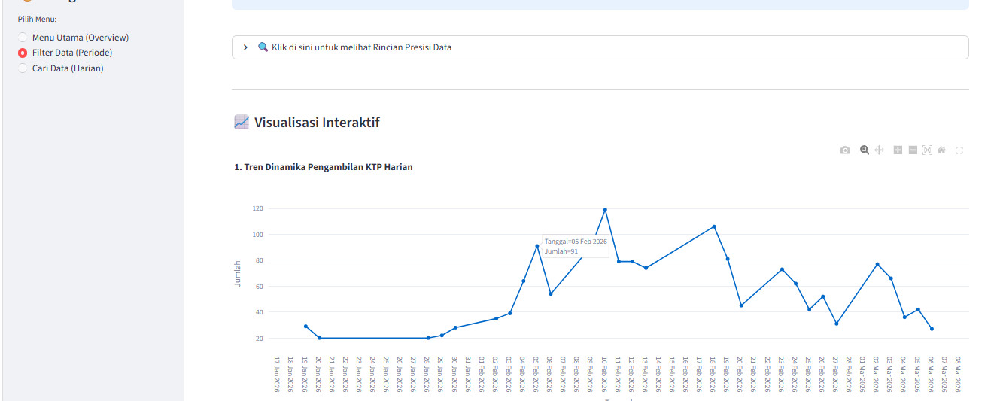 Pilih Menu:
Menu Utama (Overview)
Filter Data (Periode)
Cari Data (Harian)
Klik di sini untuk melihat Rincian Presisi Data
Visualisasi Interaktif
1. Tren Dinamika Pengambilan KTP Harian
120
100
80
60
40
20
Jumlah
Tanggal=05 Feb 2026
Jumlah=91
17 Jan 2026
18 Jan 2026
19 Jan 2026
20 Jan 2026
21 Jan 2026
22 Jan 2026
23 Jan 2026
24 Jan 2026
25 Jan 2026
26 Jan 2026
27 Jan 2026
28 Jan 2026
29 Jan 2026
30 Jan 2026
31 Jan 2026
01 Feb 2026
02 Feb 2026
03 Feb 2026
04 Feb 2026
05 Feb 2026
06 Feb 2026
07 Feb 2026
08 Feb 2026
09 Feb 2026
10 Feb 2026
11 Feb 2026
12 Feb 2026
13 Feb 2026
14 Feb 2026
15 Feb 2026
16 Feb 2026
17 Feb 2026
18 Feb 2026
19 Feb 2026
20 Feb 2026
21 Feb 2026
22 Feb 2026
23 Feb 2026
24 Feb 2026
25 Feb 2026
26 Feb 2026
27 Feb 2026
28 Feb 2026
01 Mar 2026
02 Mar 2026
03 Mar 2026
04 Mar 2026
05 Mar 2026
06 Mar 2026
07 Mar 2026
08 Mar 2026